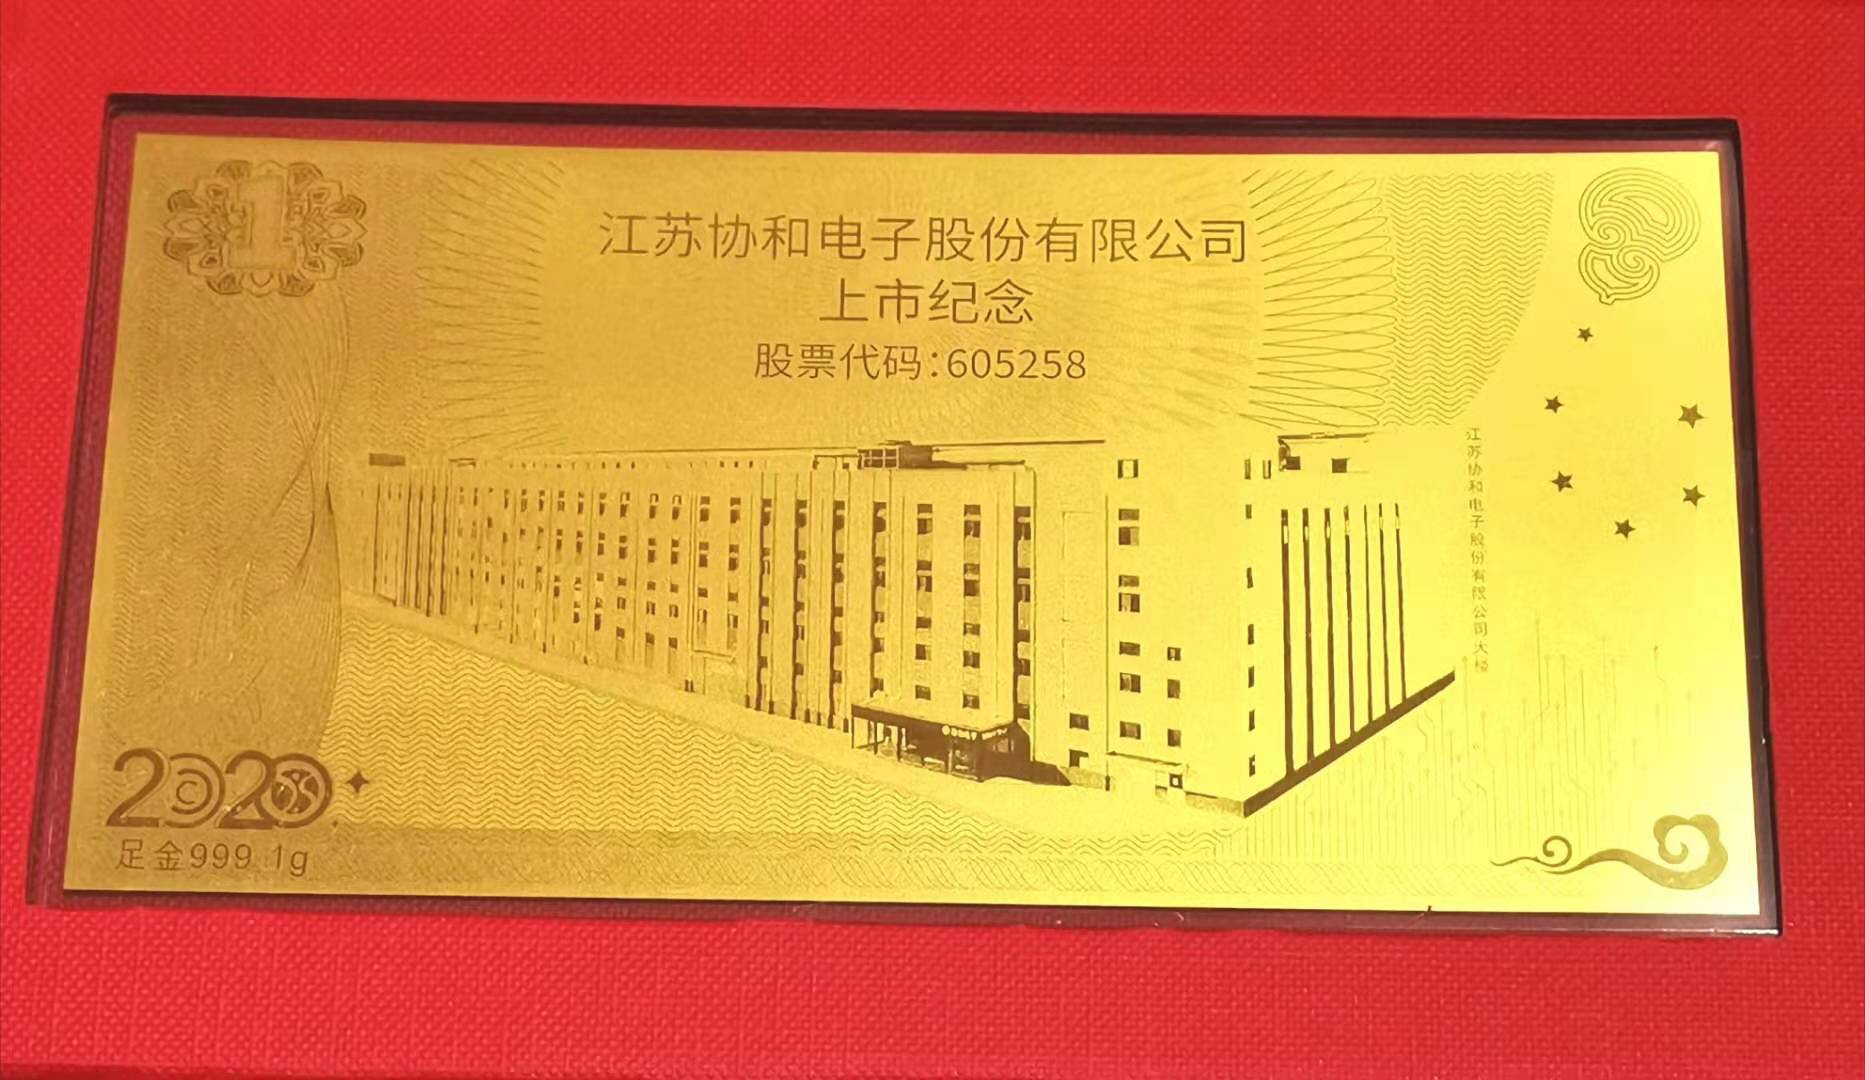 1
江苏协和电子股份有限公司
上市纪念
股票代码:605258
江苏协和电子股份有限公司大楼
2020
足金999 1g